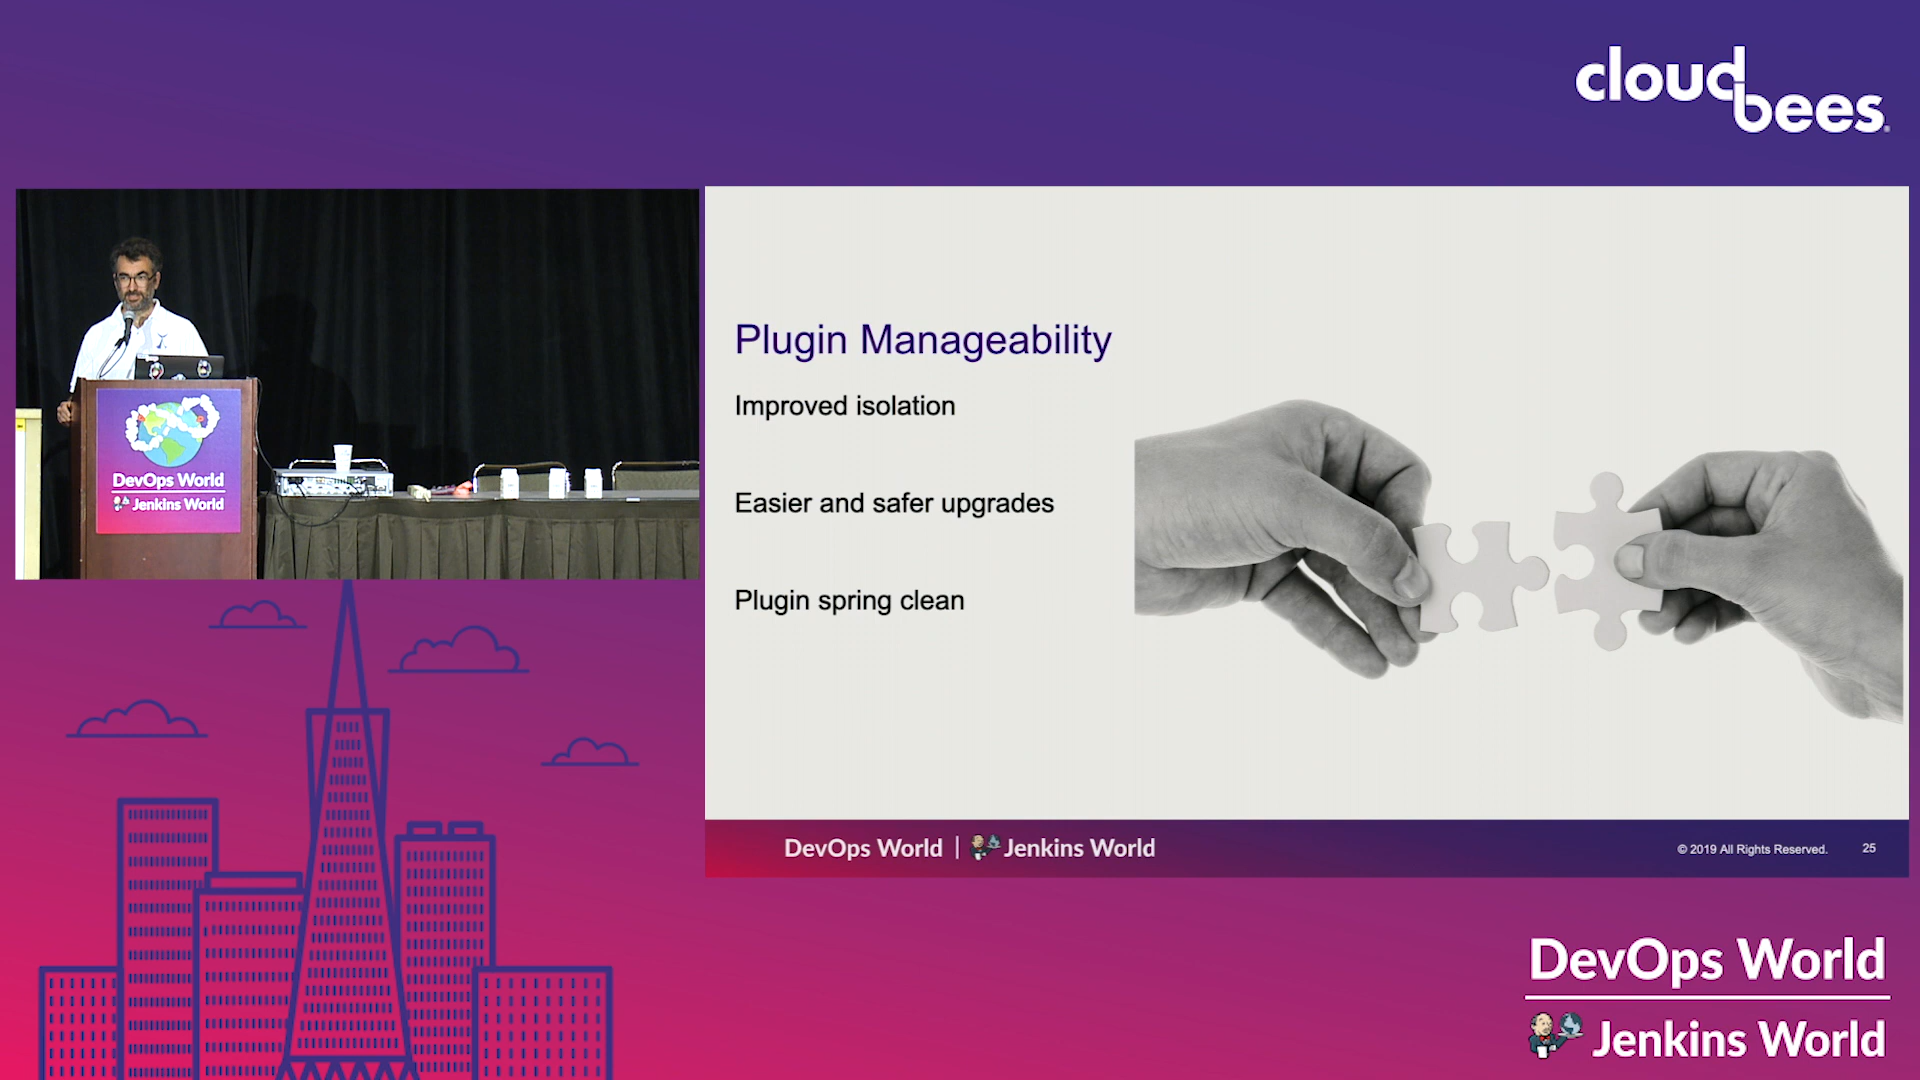 cloudbees
DevOps World
Jenkins World
Plugin Manageability
Improved isolation
Easier and safer upgrades
Plugin spring clean
DevOps World | Jenkins World
© 2019 All Rights Reserved.
25
DevOps World
Jenkins World